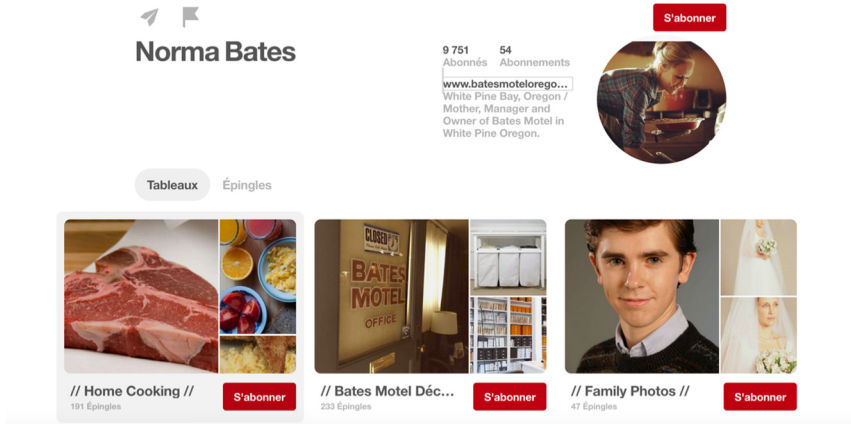 S'abonner
Norma Bates
9 751 54
Abonnés Abonnements
www.batesmotelorego...
White Pine Bay, Oregon /
Mother, Manager and
Owner of Bates Motel in
White Pine Oregon.
Tableaux Épingles
CLOSED
BATES
MOTEL
OFFICE
// Home Cooking //
191 Épingles
S'abonner
// Bates Motel Déc...
233 Épingles
S'abonner
// Family Photos //
47 Épingles
S'abonner